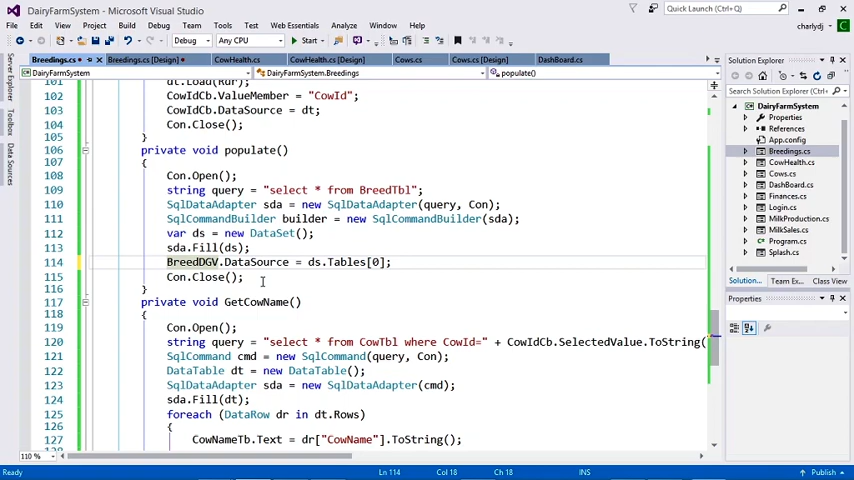 DairyFarmSystem - Microsoft Visual Studio
Quick Launch (Ctrl+Q)
File Edit View Project Build Debug Team Tools Test Web Essentials Analyze Window Help
charlydj
Debug Any CPU Start
Breedings.cs Breedings.cs [Design] CowHealth.cs CowHealth.cs [Design] Cows.cs Cows.cs [Design] DashBoard.cs
Solution Explorer
DairyFarmSystem DairyFarmSystem.Breedings populate()
Server Explorer
Toolbox
Data Sources
101 dt.Load(Rdr);
102 CowIdCb.ValueMember = "CowId";
103 CowIdCb.DataSource = dt;
104 Con.Close();
105 }
106 private void populate()
107 {
108 Con.Open();
109 string query = "select * from BreedTbl";
110 SqlDataAdapter sda = new SqlDataAdapter(query, Con);
111 SqlCommandBuilder builder = new SqlCommandBuilder(sda);
112 var ds = new DataSet();
113 sda.Fill(ds);
114 BreedDGV.DataSource = ds.Tables[0];
115 Con.Close();
116 }
117 private void GetCowName()
118 {
119 Con.Open();
120 string query = "select * from CowTbl where CowId=" + CowIdCb.SelectedValue.ToString(
121 SqlCommand cmd = new SqlCommand(query, Con);
122 DataTable dt = new DataTable();
123 SqlDataAdapter sda = new SqlDataAdapter(cmd);
124 sda.Fill(dt);
125 foreach (DataRow dr in dt.Rows)
126 {
127 CowNameTb.Text = dr["CowName"].ToString();
128
110 %
Search Solution Explorer (Ctrl+;)
DairyFarmSystem
Properties
References
App.config
Breedings.cs
CowHealth.cs
Cows.cs
DashBoard.cs
Finances.cs
Login.cs
MilkProduction.cs
MilkSales.cs
Program.cs
Splash.cs
Solution... Team Ex... Class View
Properties
Ready Ln 114 Col 18 Ch 18 INS Publish